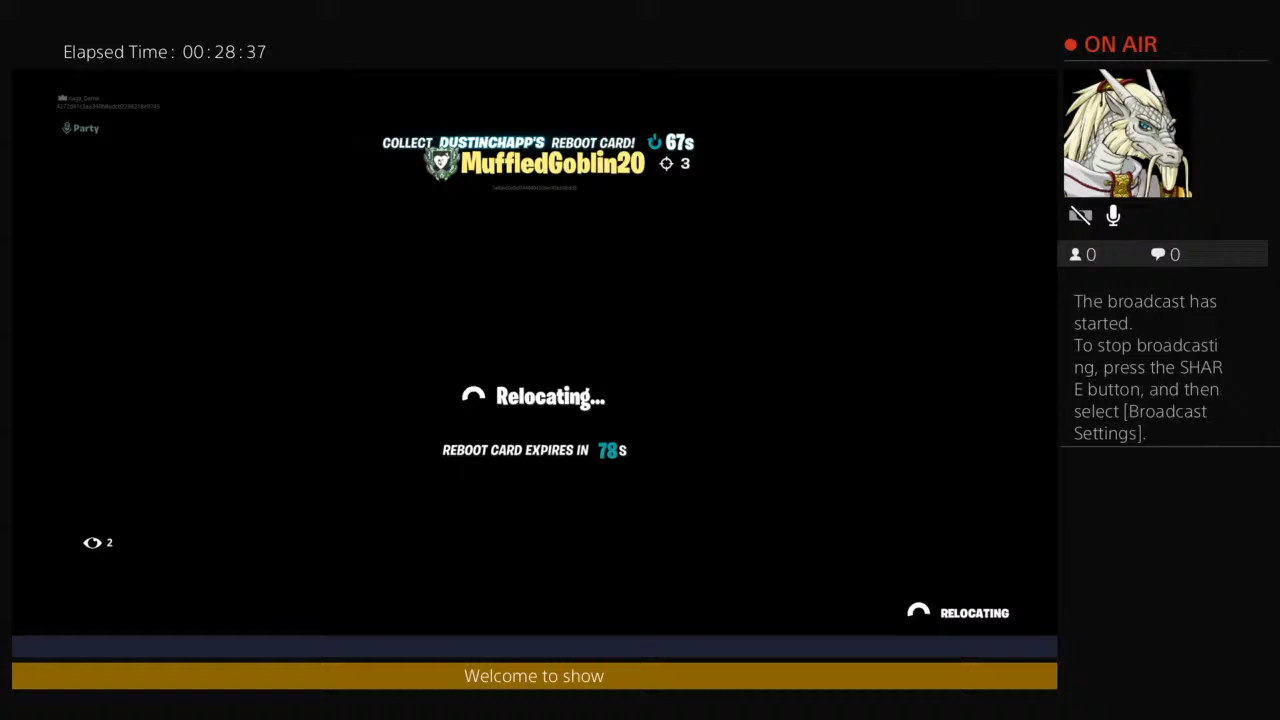 Elapsed Time: 00:28:37
ON AIR
Party
COLLECT DUSTINCHAPP'S REBOOT CARD! 67s
MuffledGoblin20 3
0 0
The broadcast has
started.
To stop broadcasti
ng, press the SHAR
E button, and then
select [Broadcast
Settings].
Relocating...
REBOOT CARD EXPIRES IN 78s
2
RELOCATING
Welcome to show